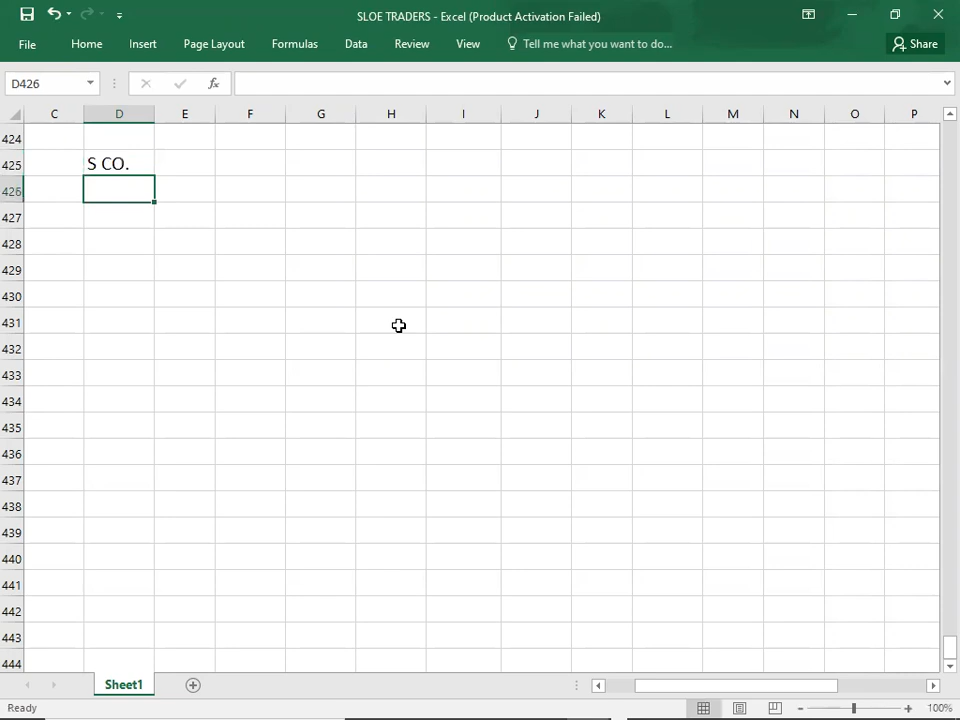 SLOE TRADERS - Excel (Product Activation Failed)
File Home Insert Page Layout Formulas Data Review View Tell me what you want to do... Share
D426 fx
C D E F G H I J K L M N O P
424
425 S CO.
426
427
428
429
430
431
432
433
434
435
436
437
438
439
440
441
442
443
444
Sheet1
Ready 100%